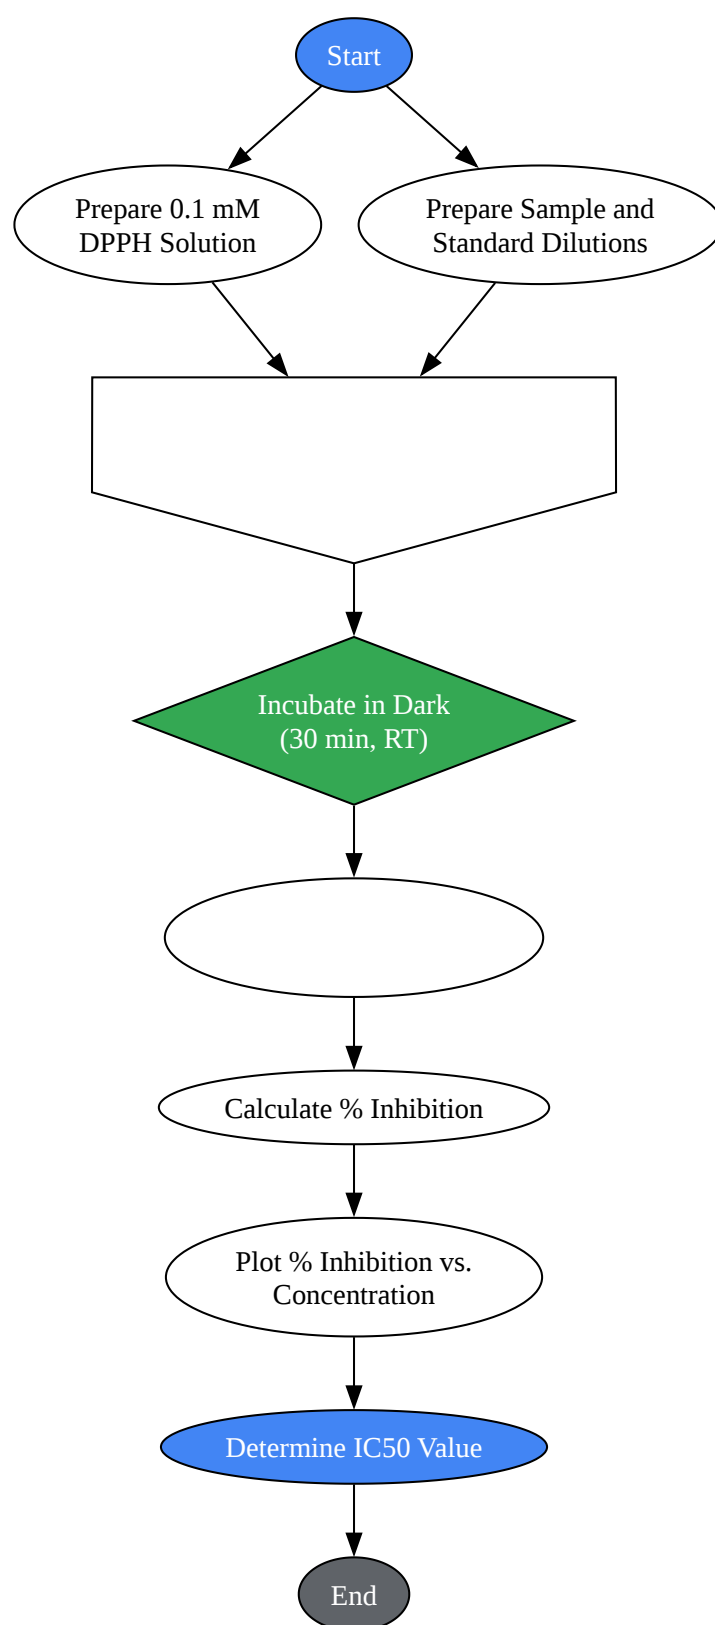 Start
Prepare 0.1 mM
DPPH Solution
Prepare Sample and
Standard Dilutions
Incubate in Dark
(30 min, RT)
Calculate % Inhibition
Plot % Inhibition vs.
Concentration
Determine IC50 Value
End